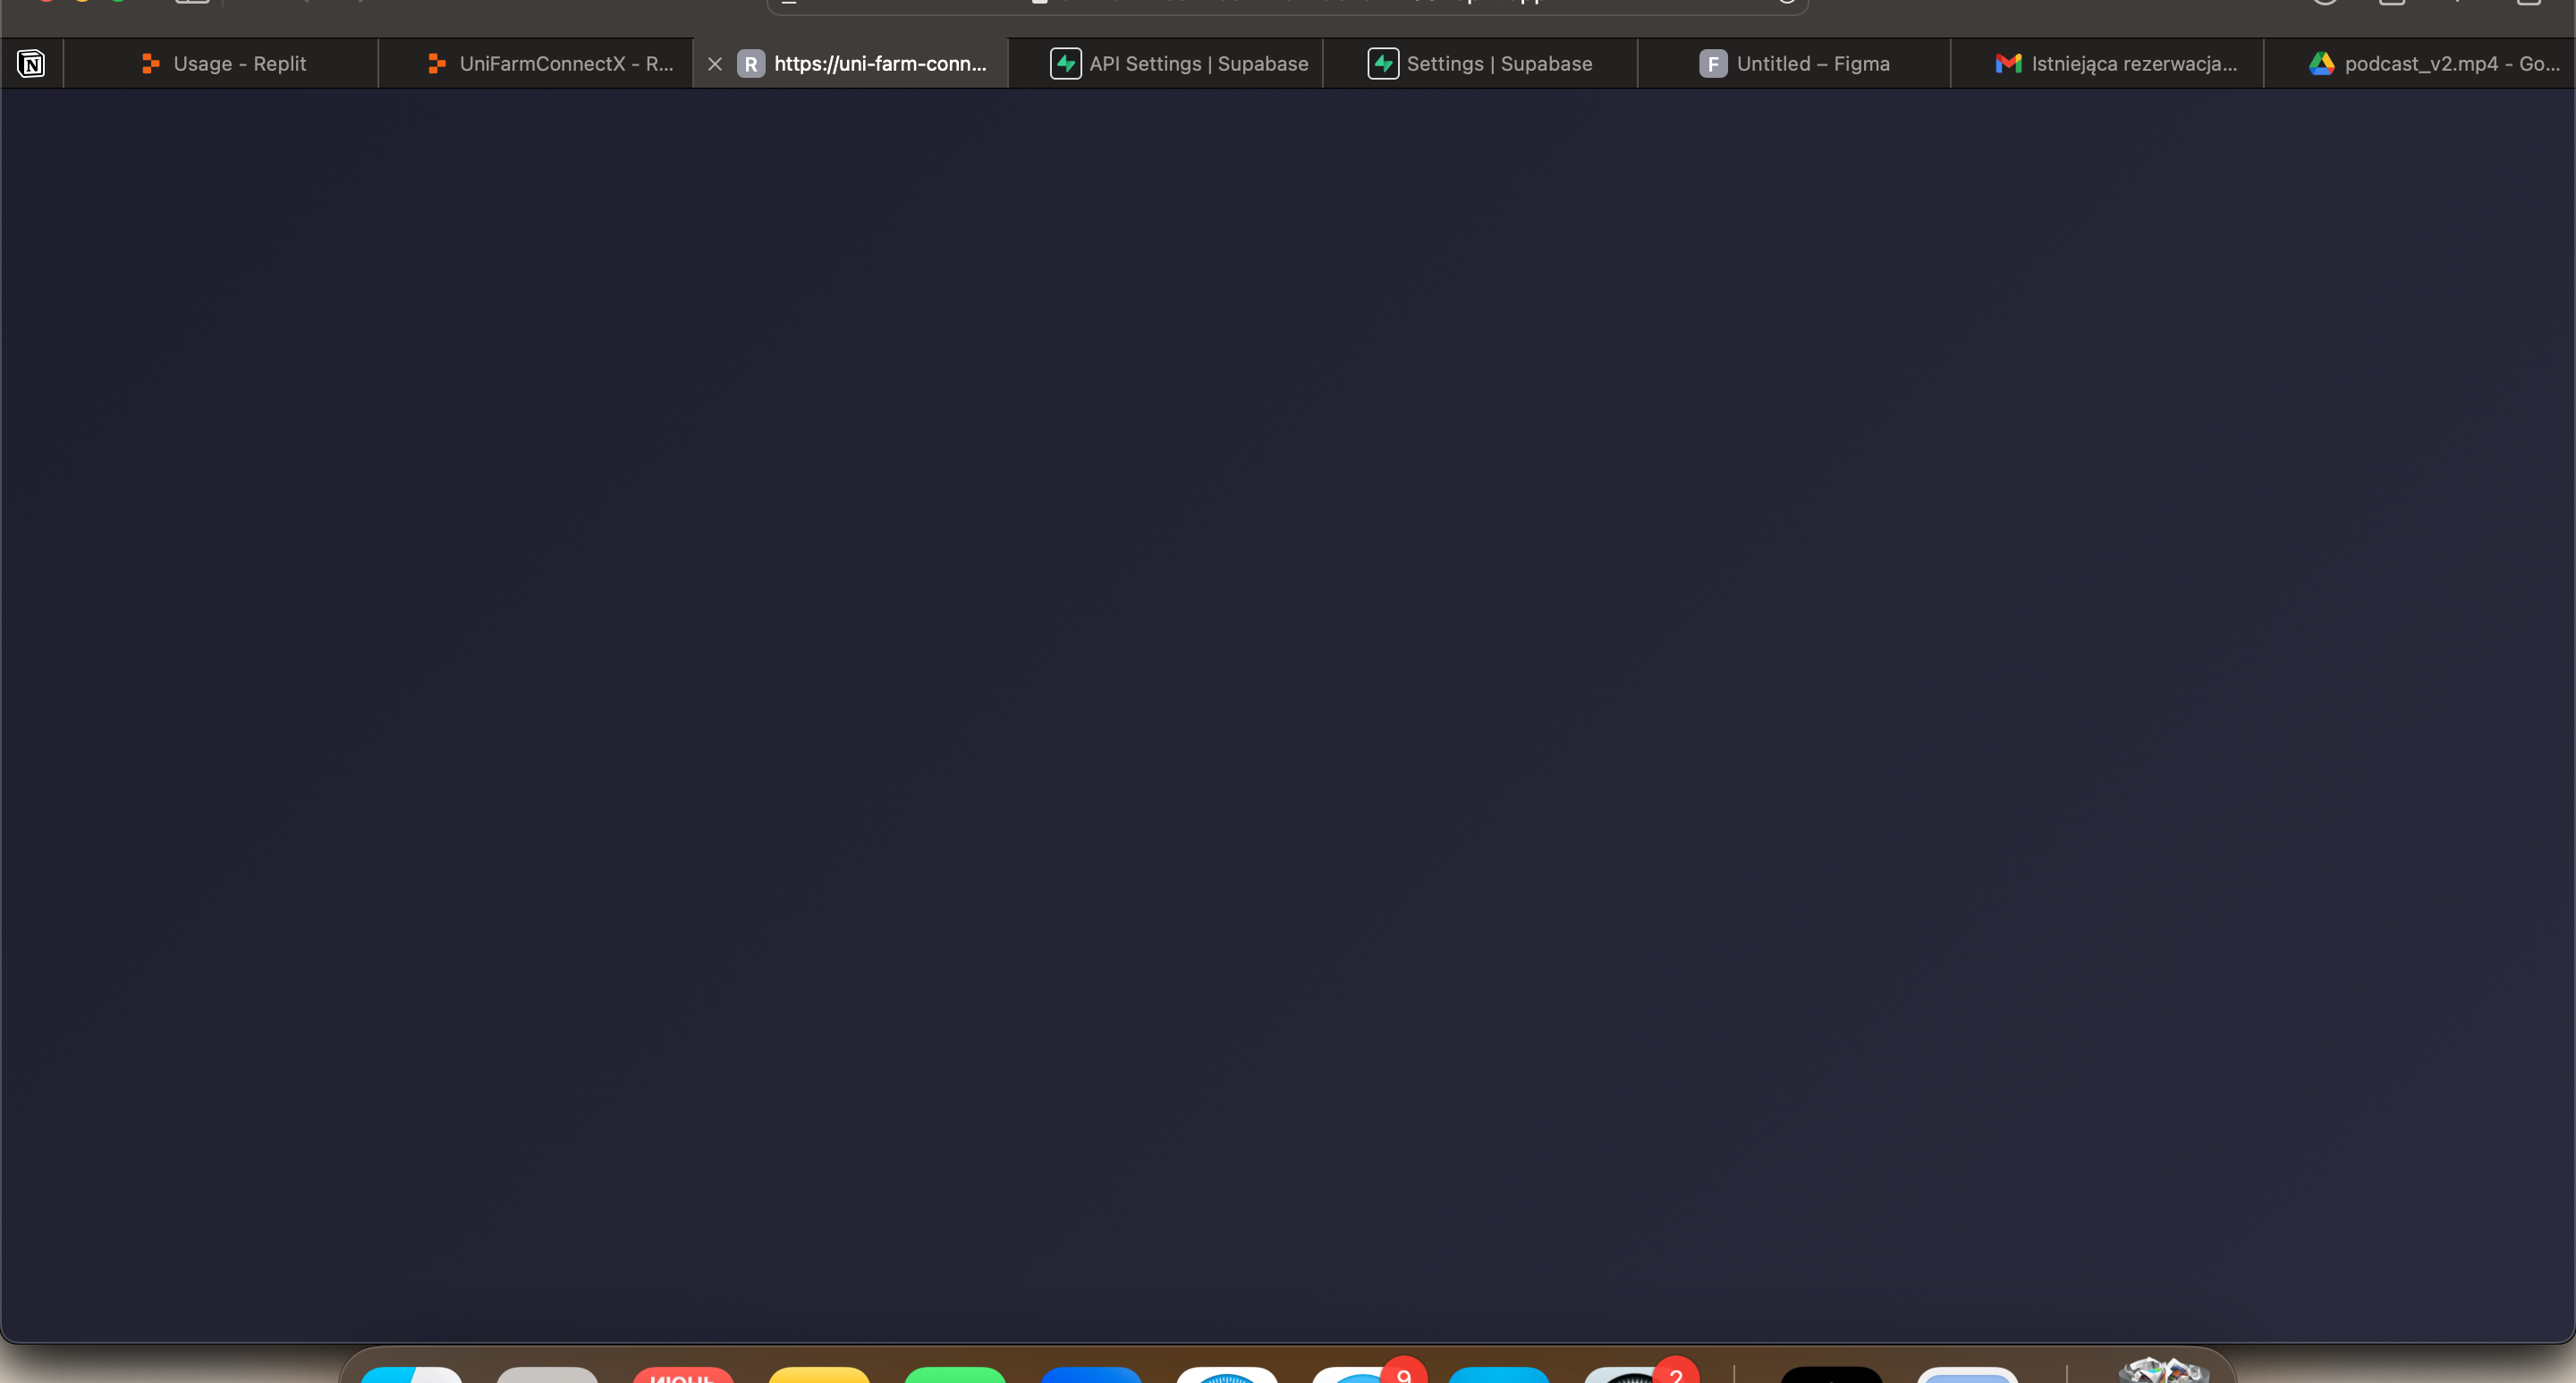 Usage - Replit
UniFarmConnectX - R...
R https://uni-farm-conn...
API Settings | Supabase
Settings | Supabase
F Untitled – Figma
Istniejąca rezerwacja...
podcast_v2.mp4 - Go...
9
2